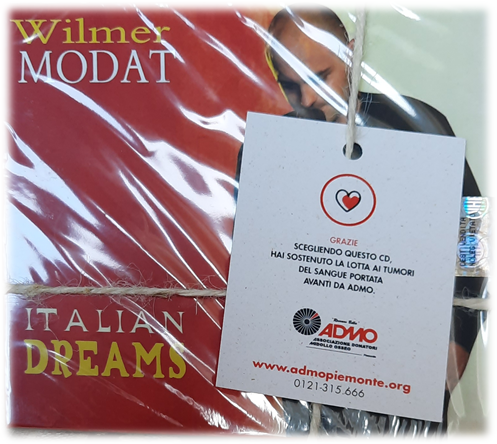 Wilmer
MODAT
ITALIAN
DREAMS
GRAZIE
SCEGLIENDO QUESTO CD,
HAI SOSTENUTO LA LOTTA AI TUMORI
DEL SANGUE PORTATA
AVANTI DA ADMO.
ADMO
ASSOCIAZIONE DONATORI
MIDOLLO OSSEO
www.admopiemonte.org
0121-315.666